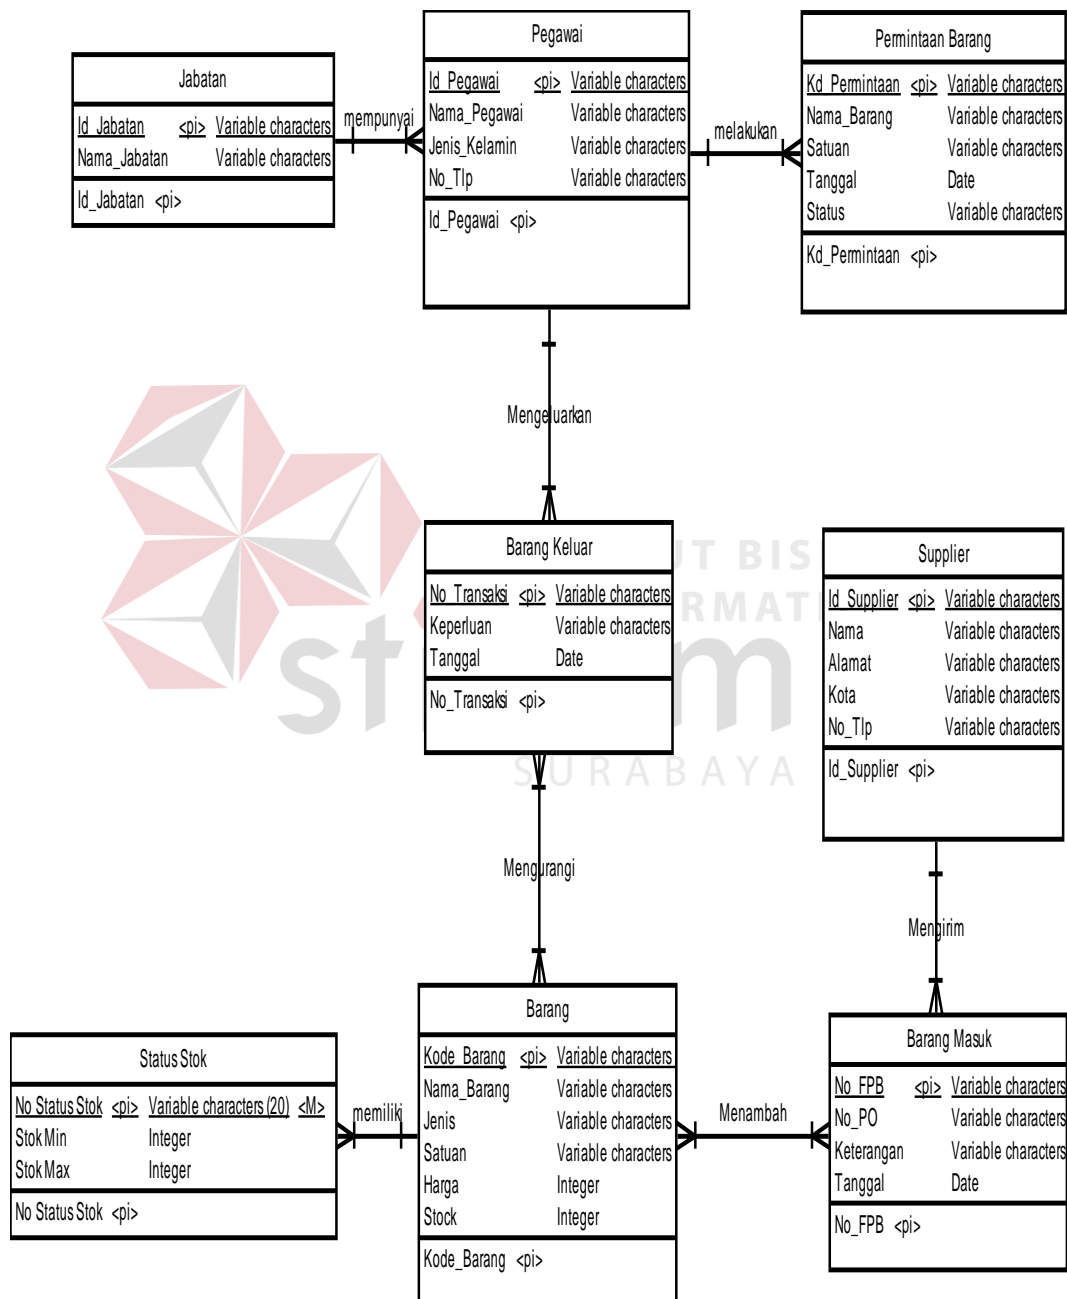 Jabatan
Id_Jabatan <pi> Variable characters
Nama_Jabatan Variable characters
Id_Jabatan <pi>
mempunyai
Pegawai
Id_Pegawai <pi> Variable characters
Nama_Pegawai Variable characters
Jenis_Kelamin Variable characters
No_Tlp Variable characters
Id_Pegawai <pi>
melakukan
Permintaan Barang
Kd_Permintaan <pi> Variable characters
Nama_Barang Variable characters
Satuan Variable characters
Tanggal Date
Status Variable characters
Kd_Permintaan <pi>
Mengeluarkan
Barang Keluar
No_Transaksi <pi> Variable characters
Keperluan Variable characters
Tanggal Date
No_Transaksi <pi>
Supplier
Id_Supplier <pi> Variable characters
Nama Variable characters
Alamat Variable characters
Kota Variable characters
No_Tlp Variable characters
Id_Supplier <pi>
SURABAYA
Mengurangi
Mengirim
Status Stok
No Status Stok <pi> Variable characters (20) <M>
Stok Min Integer
Stok Max Integer
No Status Stok <pi>
memiliki
Barang
Kode_Barang <pi> Variable characters
Nama_Barang Variable characters
Jenis Variable characters
Satuan Variable characters
Harga Integer
Stock Integer
Kode_Barang <pi>
Menambah
Barang Masuk
No_FPB <pi> Variable characters
No_PO Variable characters
Keterangan Variable characters
Tanggal Date
No_FPB <pi>